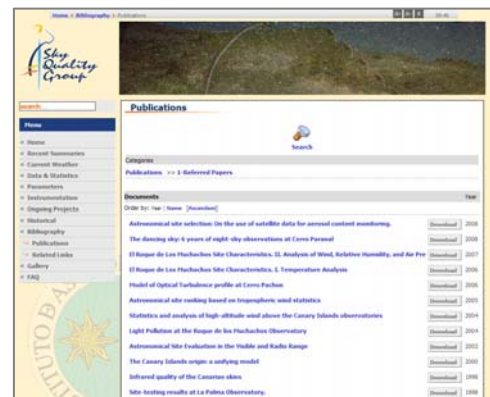 Home > Bibliography > Publications
Sky
Quality
Group
search...
Menu
Home
Recent Summaries
Current Weather
Data & Statistics
Parameters
Instrumentation
Ongoing Projects
Historical
Bibliography
Publications
Related Links
Gallery
FAQ
Publications
Search
Categories
Publications >> 1-Refereed Papers
Documents Year
Order by: Year | Name [Ascendent]
Astronomical site selection: On the use of satellite data for aerosol content monitoring. Download 2008
The dancing sky: 6 years of night-sky observations at Cerro Paranal Download 2008
El Roque de Los Muchachos Site Characteristics. II. Analysis of Wind, Relative Humidity, and Air Pre Download 2007
El Roque de Los Muchachos Site Characteristics. I. Temperature Analysis Download 2006
Model of Optical Turbulence profile at Cerro Pachon Download 2006
Astronomical site ranking based on tropospheric wind statistics Download 2005
Statistics and analysis of high-altitude wind above the Canary Islands observatories Download 2004
Light Pollution at the Roque de los Muchachos Observatory Download 2004
Astronomical Site Evaluation in the Visible and Radio Range Download 2002
The Canary Islands origin: a unifying model Download 2000
Infrared quality of the Canarian skies Download 1998
Site-testing results at La Palma Observatory. Download 1998